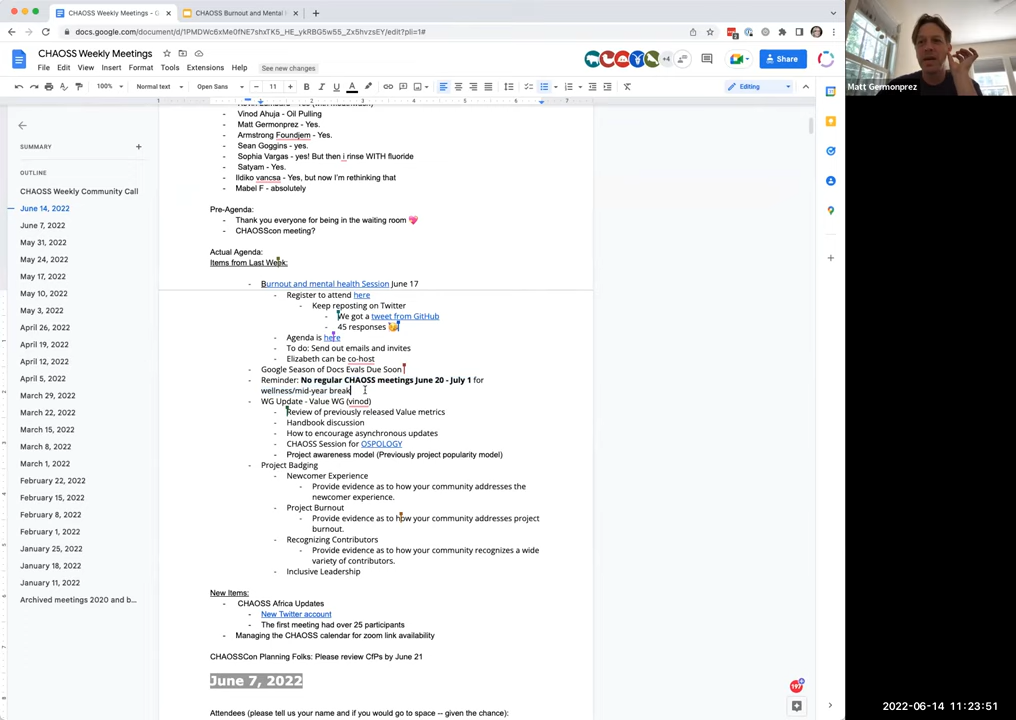 CHAOSS Weekly Meetings - G
CHAOSS Burnout and Mental
docs.google.com/document/d/1PMDWc6xMe0fNE7shxTK5_HE_ykRBG5w55_Zx5hvzsEY/edit?pli=1#
CHAOSS Weekly Meetings
File Edit View Insert Format Tools Extensions Help
See new changes
+4
Share
100%
Normal text
Open Sans
11
Editing
SUMMARY
OUTLINE
CHAOSS Weekly Community Call
June 14, 2022
June 7, 2022
May 31, 2022
May 24, 2022
May 17, 2022
May 10, 2022
May 3, 2022
April 26, 2022
April 19, 2022
April 12, 2022
April 5, 2022
March 29, 2022
March 22, 2022
March 15, 2022
March 8, 2022
March 1, 2022
February 22, 2022
February 15, 2022
February 8, 2022
February 1, 2022
January 25, 2022
January 18, 2022
January 11, 2022
Archived meetings 2020 and b...
- Vinod Ahuja - Oil Pulling
- Matt Germonprez - Yes.
- Armstrong Foundjem - Yes.
- Sean Goggins - yes.
- Sophia Vargas - yes! But then i rinse WITH fluoride
- Satyam - Yes.
- Ildiko vancsa - Yes, but now I'm rethinking that
- Mabel F - absolutely
Pre-Agenda:
- Thank you everyone for being in the waiting room 💖
- CHAOSScon meeting?
Actual Agenda:
Items from Last Week:
- Burnout and mental health Session June 17
- Register to attend here
- Keep reposting on Twitter
- We got a tweet from GitHub
- 45 responses 🥳
- Agenda is here
- To do: Send out emails and invites
- Elizabeth can be co-host
- Google Season of Docs Evals Due Soon
- Reminder: No regular CHAOSS meetings June 20 - July 1 for
wellness/mid-year break
- WG Update - Value WG (vinod)
- Review of previously released Value metrics
- Handbook discussion
- How to encourage asynchronous updates
- CHAOSS Session for OSPOLOGY
- Project awareness model (Previously project popularity model)
- Project Badging
- Newcomer Experience
- Provide evidence as to how your community addresses the
newcomer experience.
- Project Burnout
- Provide evidence as to how your community addresses project
burnout.
- Recognizing Contributors
- Provide evidence as to how your community recognizes a wide
variety of contributors.
- Inclusive Leadership
New Items:
- CHAOSS Africa Updates
- New Twitter account
- The first meeting had over 25 participants
- Managing the CHAOSS calendar for zoom link availability
CHAOSSCon Planning Folks: Please review CfPs by June 21
June 7, 2022
Attendees (please tell us your name and if you would go to space -- given the chance):
197
Matt Germonprez
2022-06-14 11:23:51